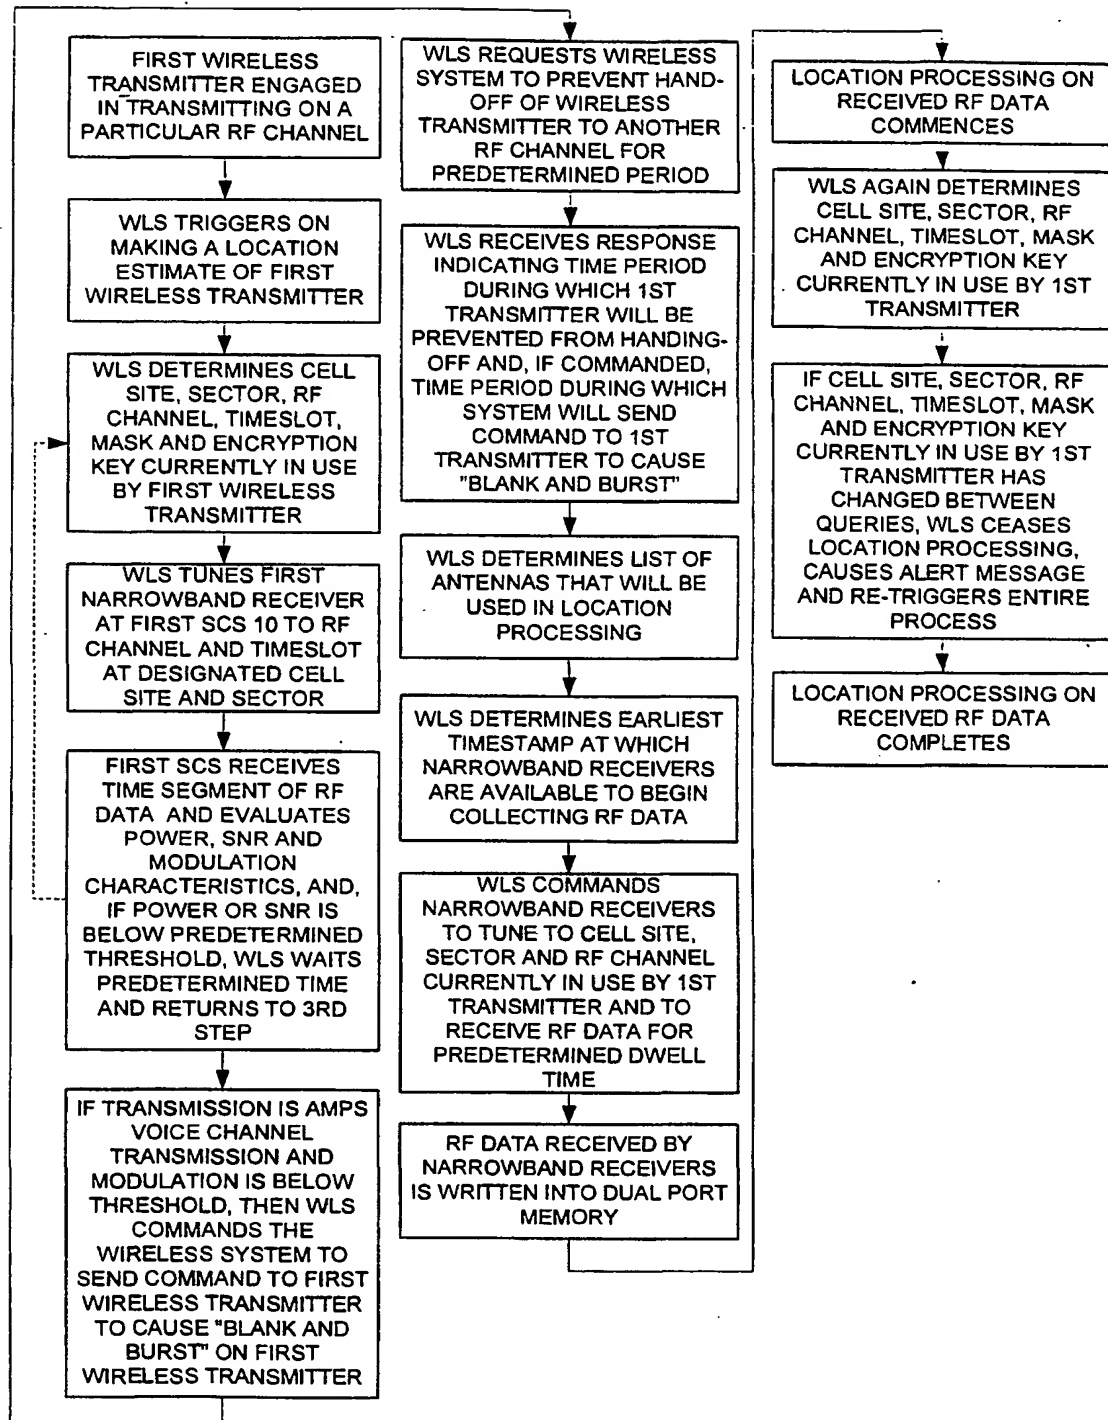 FIRST WIRELESS
TRANSMITTER ENGAGED
IN TRANSMITTING ON A
PARTICULAR RF CHANNEL
WLS TRIGGERS ON
MAKING A LOCATION
ESTIMATE OF FIRST
WIRELESS TRANSMITTER
WLS DETERMINES CELL
SITE, SECTOR, RF
CHANNEL, TIMESLOT,
MASK AND ENCRYPTION
KEY CURRENTLY IN USE
BY FIRST WIRELESS
TRANSMITTER
WLS TUNES FIRST
NARROWBAND RECEIVER
AT FIRST SCS 10 TO RF
CHANNEL AND TIMESLOT
AT DESIGNATED CELL
SITE AND SECTOR
FIRST SCS RECEIVES
TIME SEGMENT OF RF
DATA AND EVALUATES
POWER, SNR AND
MODULATION
CHARACTERISTICS, AND,
IF POWER OR SNR IS
BELOW PREDETERMINED
THRESHOLD, WLS WAITS
PREDETERMINED TIME
AND RETURNS TO 3RD
STEP
IF TRANSMISSION IS AMPS
VOICE CHANNEL
TRANSMISSION AND
MODULATION IS BELOW
THRESHOLD, THEN WLS
COMMANDS THE
WIRELESS SYSTEM TO
SEND COMMAND TO FIRST
WIRELESS TRANSMITTER
TO CAUSE "BLANK AND
BURST" ON FIRST
WIRELESS TRANSMITTER
WLS REQUESTS WIRELESS
SYSTEM TO PREVENT HAND-
OFF OF WIRELESS
TRANSMITTER TO ANOTHER
RF CHANNEL FOR
PREDETERMINED PERIOD
WLS RECEIVES RESPONSE
INDICATING TIME PERIOD
DURING WHICH 1ST
TRANSMITTER WILL BE
PREVENTED FROM HANDING-
OFF AND, IF COMMANDED,
TIME PERIOD DURING WHICH
SYSTEM WILL SEND
COMMAND TO 1ST
TRANSMITTER TO CAUSE
"BLANK AND BURST"
WLS DETERMINES LIST OF
ANTENNAS THAT WILL BE
USED IN LOCATION
PROCESSING
WLS DETERMINES EARLIEST
TIMESTAMP AT WHICH
NARROWBAND RECEIVERS
ARE AVAILABLE TO BEGIN
COLLECTING RF DATA
WLS COMMANDS
NARROWBAND RECEIVERS
TO TUNE TO CELL SITE,
SECTOR AND RF CHANNEL
CURRENTLY IN USE BY 1ST
TRANSMITTER AND TO
RECEIVE RF DATA FOR
PREDETERMINED DWELL
TIME
RF DATA RECEIVED BY
NARROWBAND RECEIVERS
IS WRITTEN INTO DUAL PORT
MEMORY
LOCATION PROCESSING ON
RECEIVED RF DATA
COMMENCES
WLS AGAIN DETERMINES
CELL SITE, SECTOR, RF
CHANNEL, TIMESLOT, MASK
AND ENCRYPTION KEY
CURRENTLY IN USE BY 1ST
TRANSMITTER
IF CELL SITE, SECTOR, RF
CHANNEL, TIMESLOT, MASK
AND ENCRYPTION KEY
CURRENTLY IN USE BY 1ST
TRANSMITTER HAS
CHANGED BETWEEN
QUERIES, WLS CEASES
LOCATION PROCESSING,
CAUSES ALERT MESSAGE
AND RE-TRIGGERS ENTIRE
PROCESS
LOCATION PROCESSING ON
RECEIVED RF DATA
COMPLETES